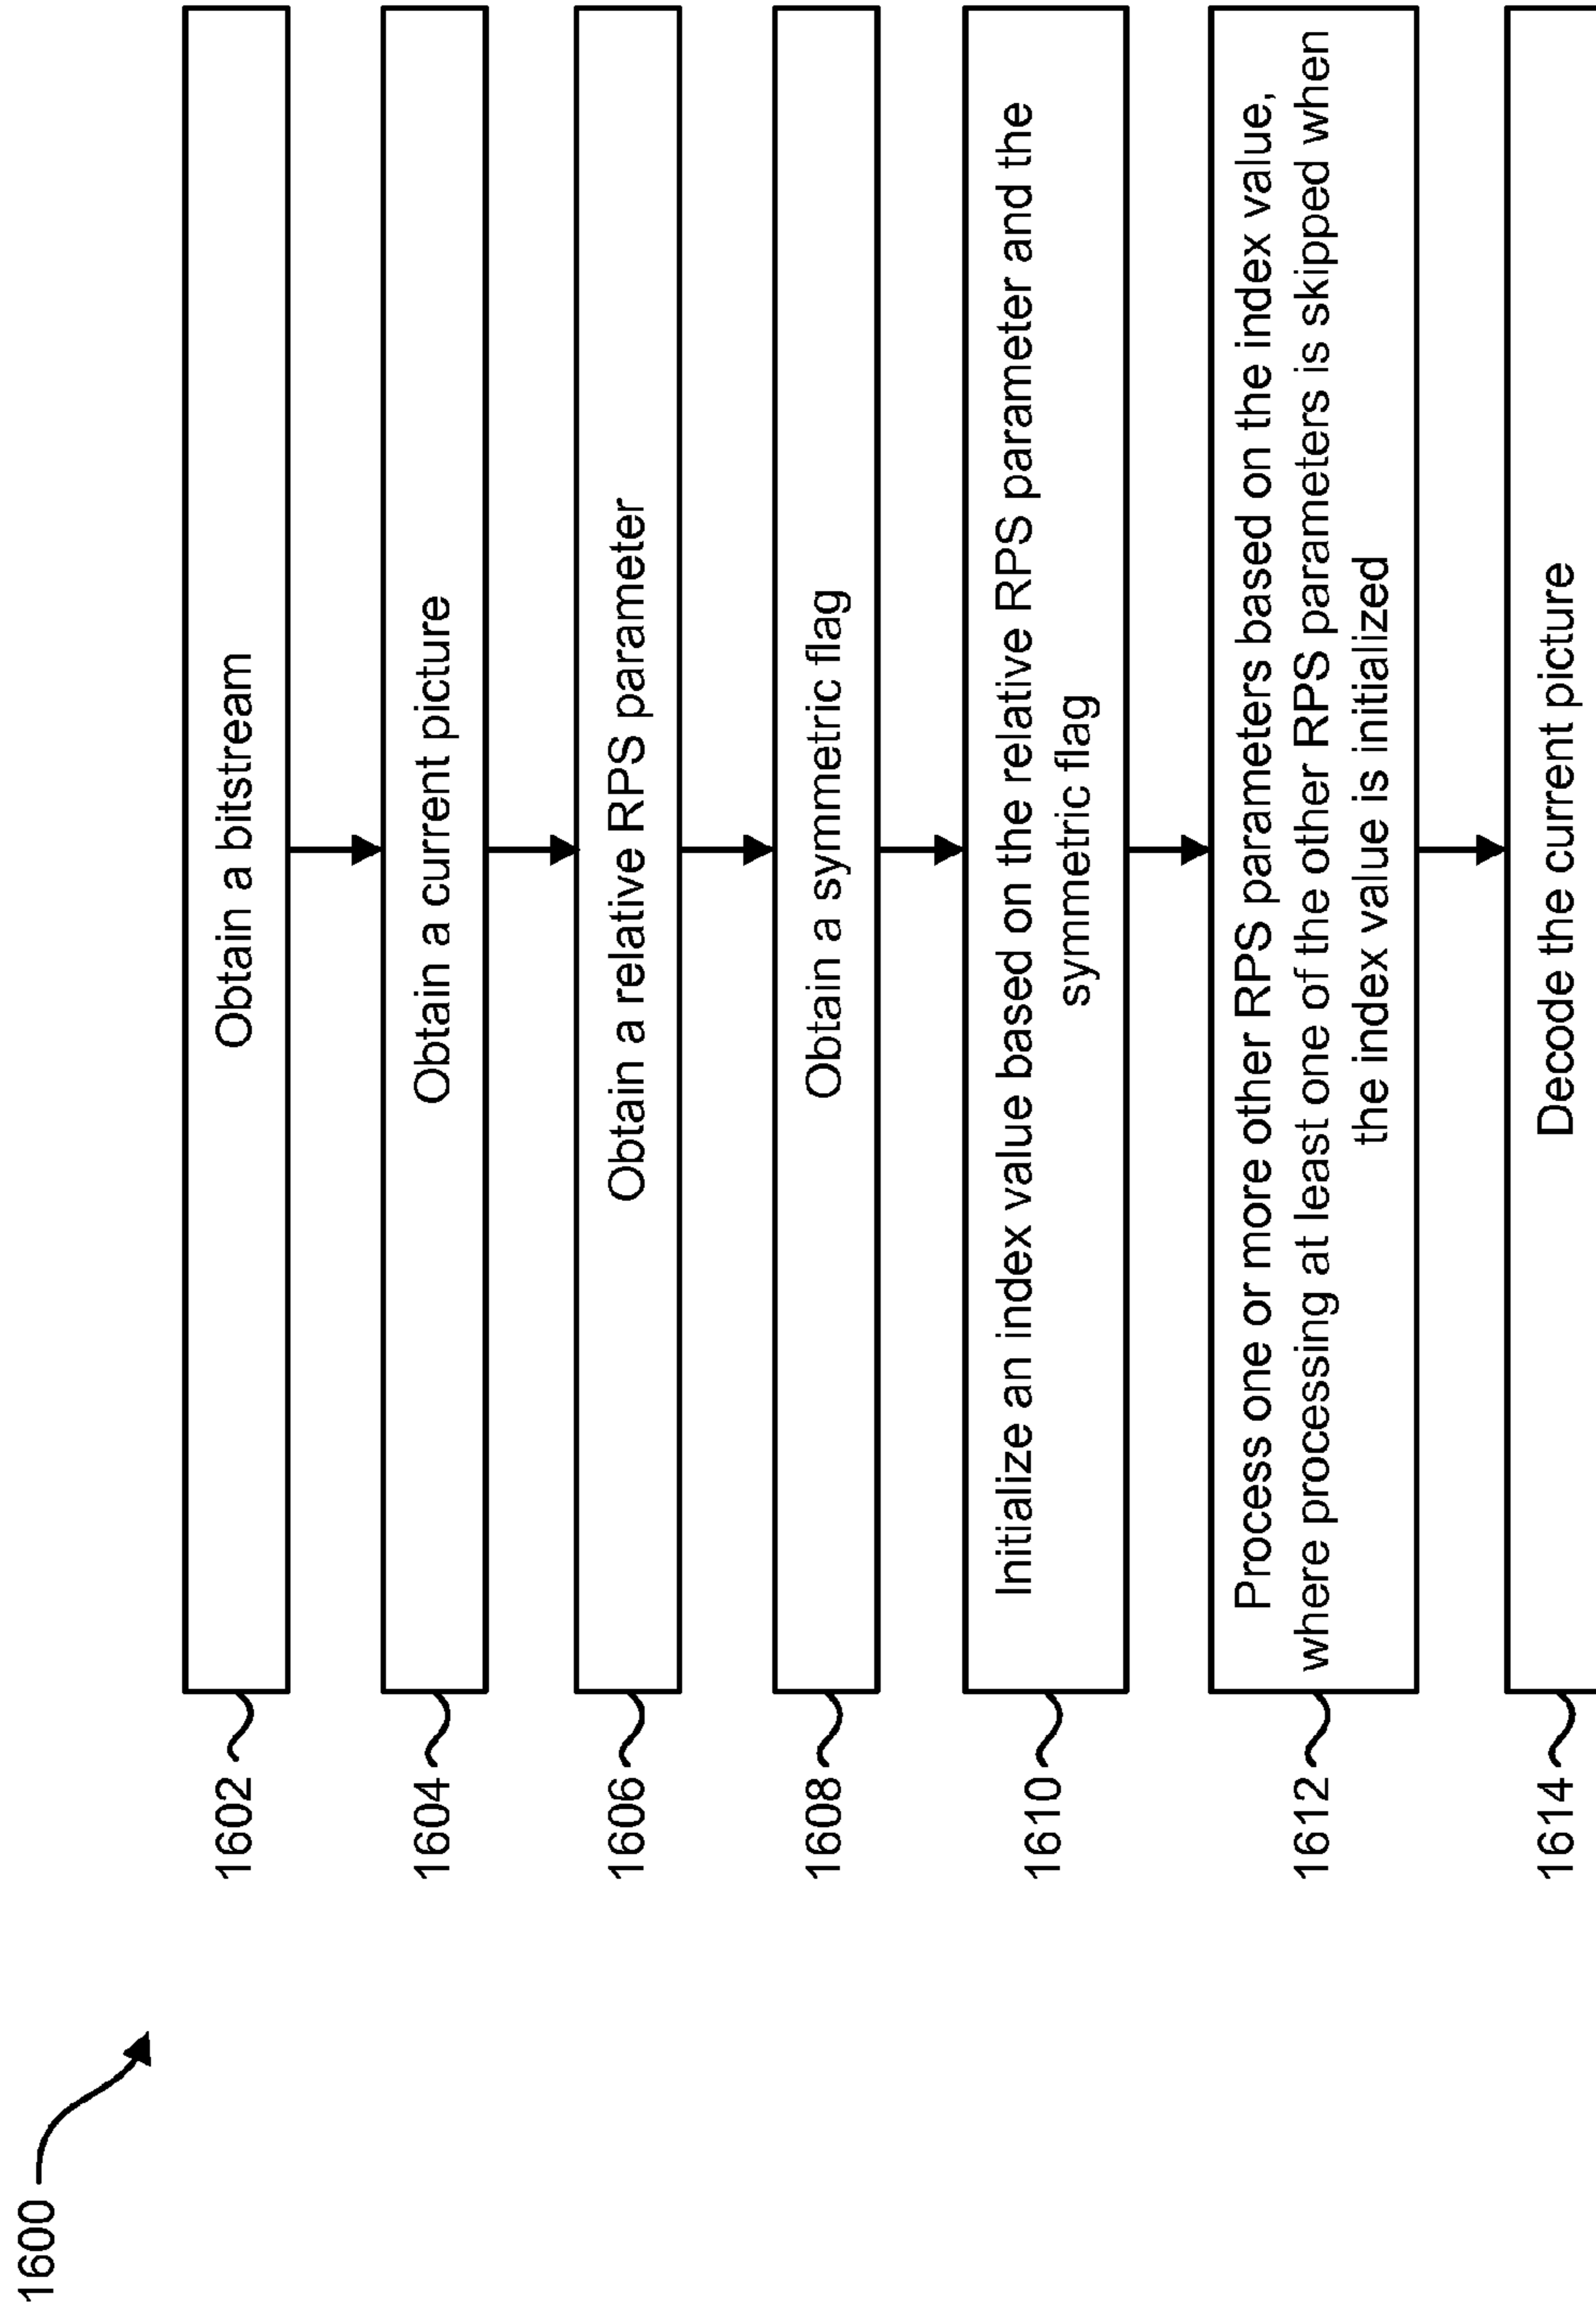 1600
1602
Obtain a bitstream
1604
Obtain a current picture
1606
Obtain a relative RPS parameter
1608
Obtain a symmetric flag
1610
Initialize an index value based on the relative RPS parameter and the
symmetric flag
1612
Process one or more other RPS parameters based on the index value,
where processing at least one of the other RPS parameters is skipped when
the index value is initialized
1614
Decode the current picture